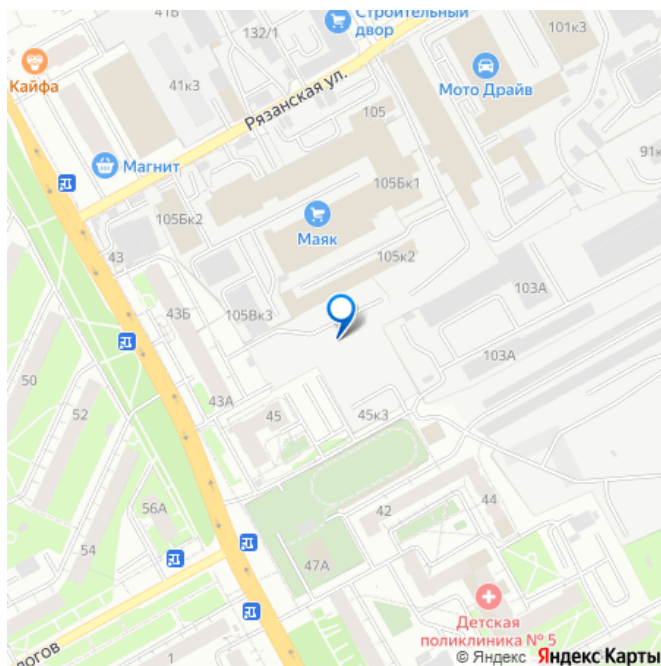 41Б
132/1
Строительный
двор
101к3
Кайфа
41к3
Мото Драйв
Рязанская ул.
105
Магнит
91к
105Бк1
105Бк2
Маяк
43
105к2
103А
43Б
105Вк3
103А
50
43А
52
45
45к3
56А
42
44
54
47А
Детская
поликлиника № 5
логов
1
© Яндекс Яндекс Карты